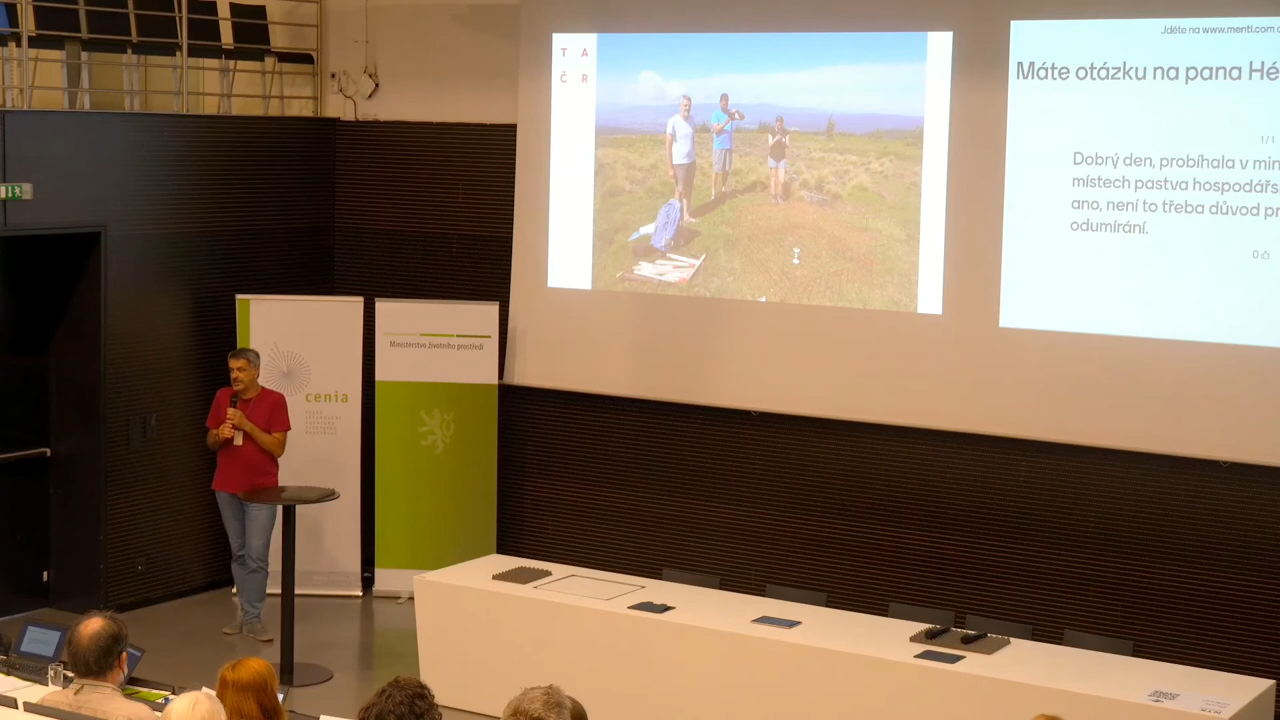 T A
Č R
Jděte na www.menti.com
Máte otázku na pana Hé
1/1
Dobrý den, probíhala v min
místech pastva hospodářs
ano, není to třeba důvod pr
odumírání.
0
cenia
Ministerstvo životního prostředí